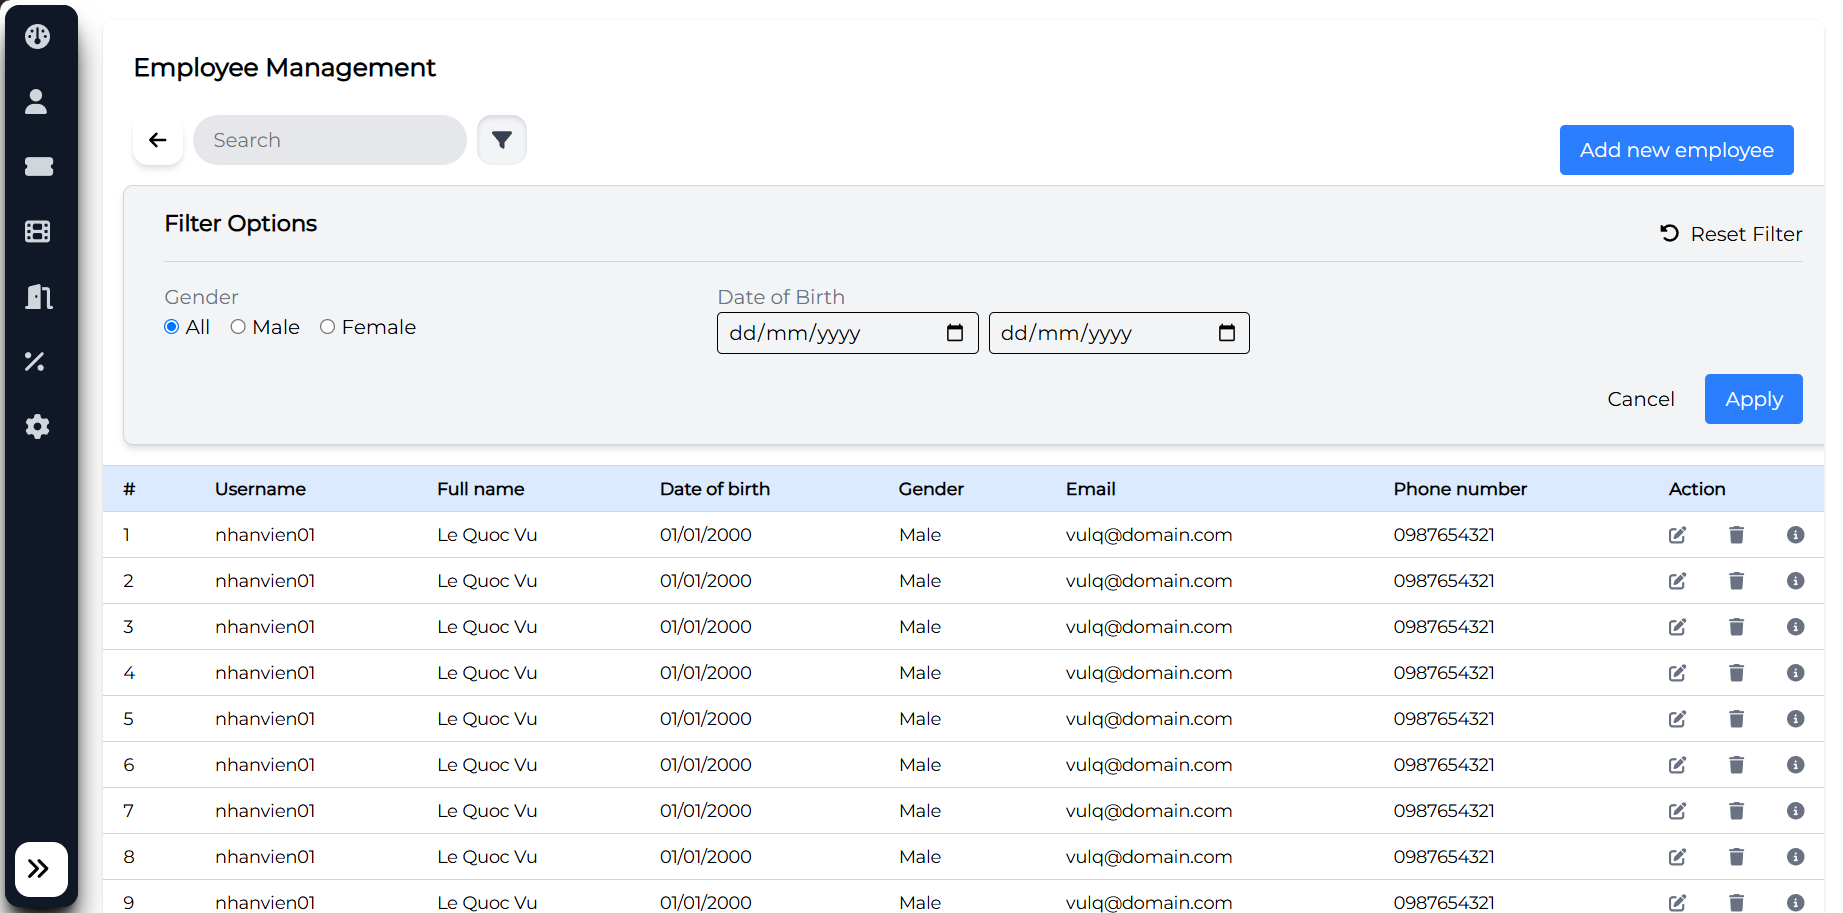 Employee Management
Search
Add new employee
Filter Options
Reset Filter
Gender
Date of Birth
All Male Female
dd/mm/yyyy dd/mm/yyyy
Cancel Apply
# Username Full name Date of birth Gender Email Phone number Action
1 nhanvien01 Le Quoc Vu 01/01/2000 Male vulq@domain.com 0987654321
2 nhanvien01 Le Quoc Vu 01/01/2000 Male vulq@domain.com 0987654321
3 nhanvien01 Le Quoc Vu 01/01/2000 Male vulq@domain.com 0987654321
4 nhanvien01 Le Quoc Vu 01/01/2000 Male vulq@domain.com 0987654321
5 nhanvien01 Le Quoc Vu 01/01/2000 Male vulq@domain.com 0987654321
6 nhanvien01 Le Quoc Vu 01/01/2000 Male vulq@domain.com 0987654321
7 nhanvien01 Le Quoc Vu 01/01/2000 Male vulq@domain.com 0987654321
8 nhanvien01 Le Quoc Vu 01/01/2000 Male vulq@domain.com 0987654321
9 nhanvien01 Le Quoc Vu 01/01/2000 Male vulq@domain.com 0987654321